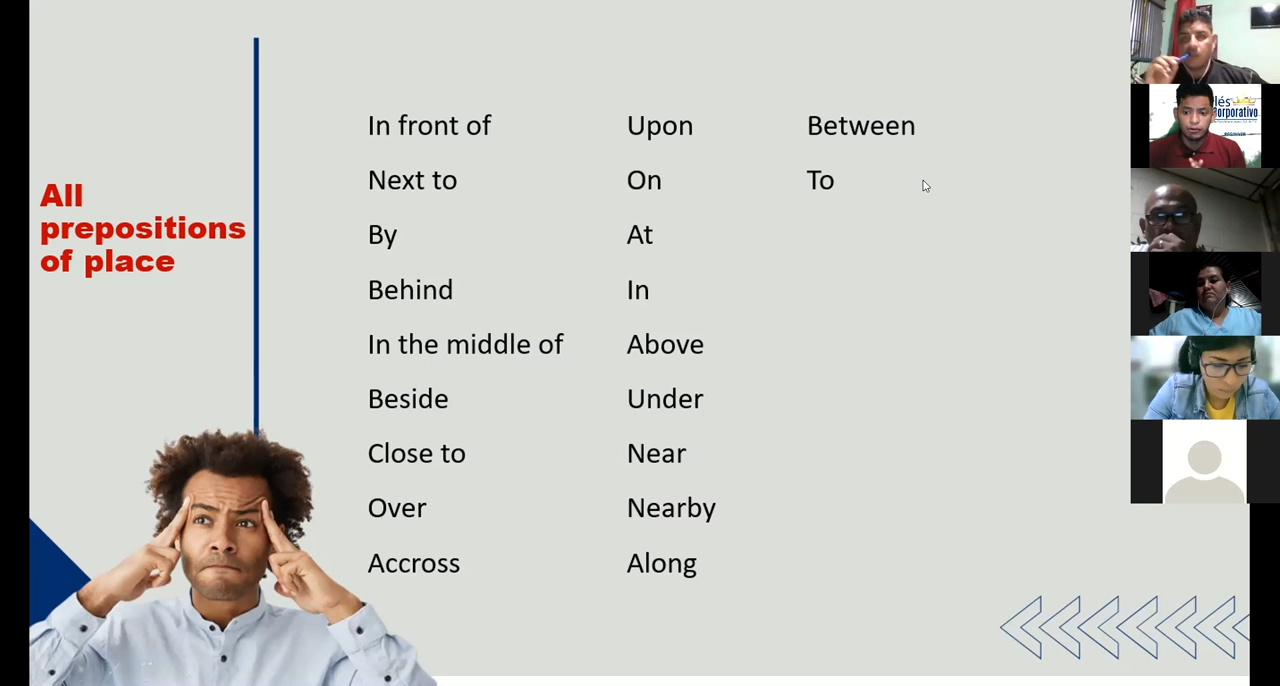 All
prepositions
of place
In front of
Next to
By
Behind
In the middle of
Beside
Close to
Over
Accross
Upon
On
At
In
Above
Under
Near
Nearby
Along
Between
To